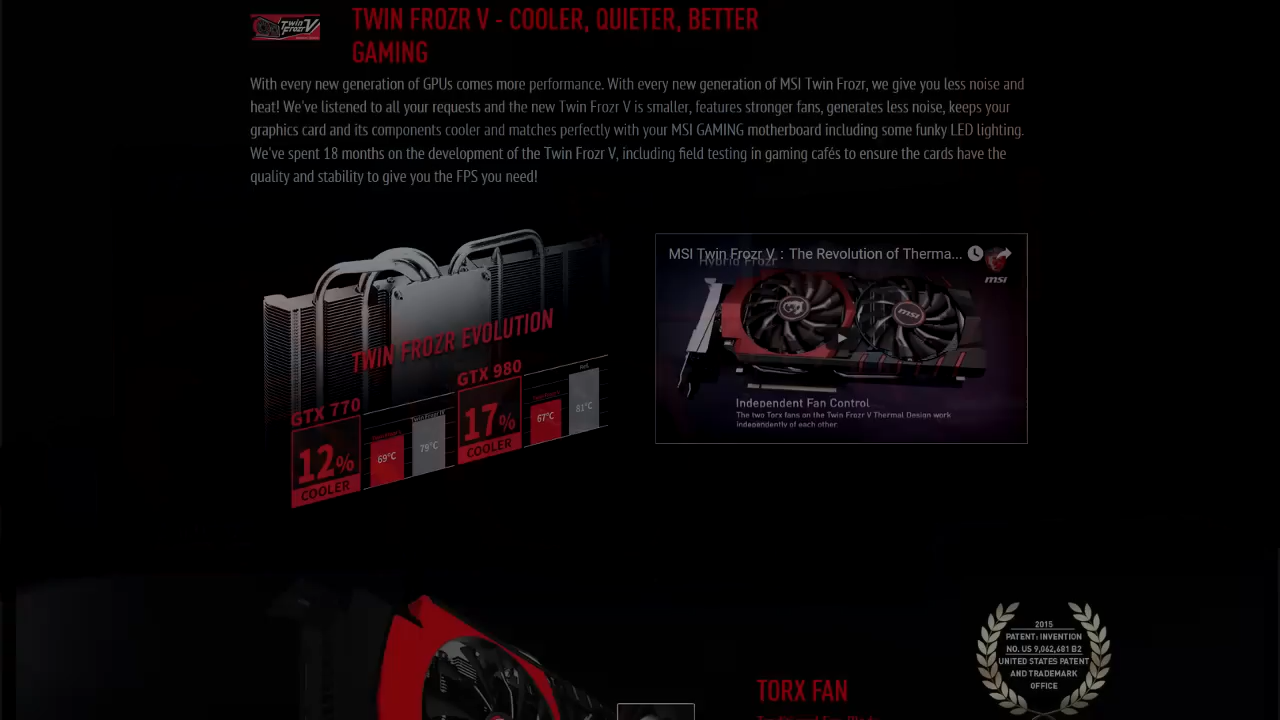 Twin Frozr V
TWIN FROZR V - COOLER, QUIETER, BETTER
GAMING
With every new generation of GPUs comes more performance. With every new generation of MSI Twin Frozr, we give you less noise and
heat! We've listened to all your requests and the new Twin Frozr V is smaller, features stronger fans, generates less noise, keeps your
graphics card and its components cooler and matches perfectly with your MSI GAMING motherboard including some funky LED lighting.
We've spent 18 months on the development of the Twin Frozr V, including field testing in gaming cafés to ensure the cards have the
quality and stability to give you the FPS you need!
TWIN FROZR EVOLUTION
GTX 770
12%
COOLER
69°C
Twin Frozr IV
79°C
GTX 980
17%
COOLER
67°C
Ref.
81°C
MSI Twin Frozr V : The Revolution of Therma...
Hybrid Frozr
msi
msi
Independent Fan Control
The two Torx fans on the Twin Frozr V Thermal Design work
independently of each other.
2015
PATENT: INVENTION
NO. US 9,062,681 B2
UNITED STATES PATENT
AND TRADEMARK
OFFICE
TORX FAN